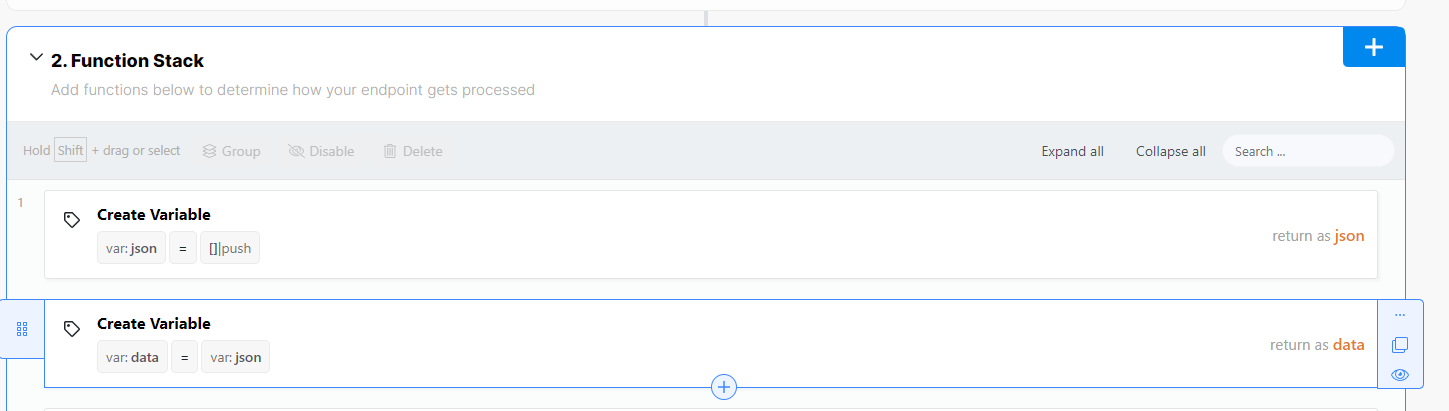 2. Function Stack
Add functions below to determine how your endpoint gets processed
Hold Shift + drag or select Group Disable Delete Expand all Collapse all Search ...
1
Create Variable
var: json = []|push
return as json
Create Variable
var: data = var: json
return as data